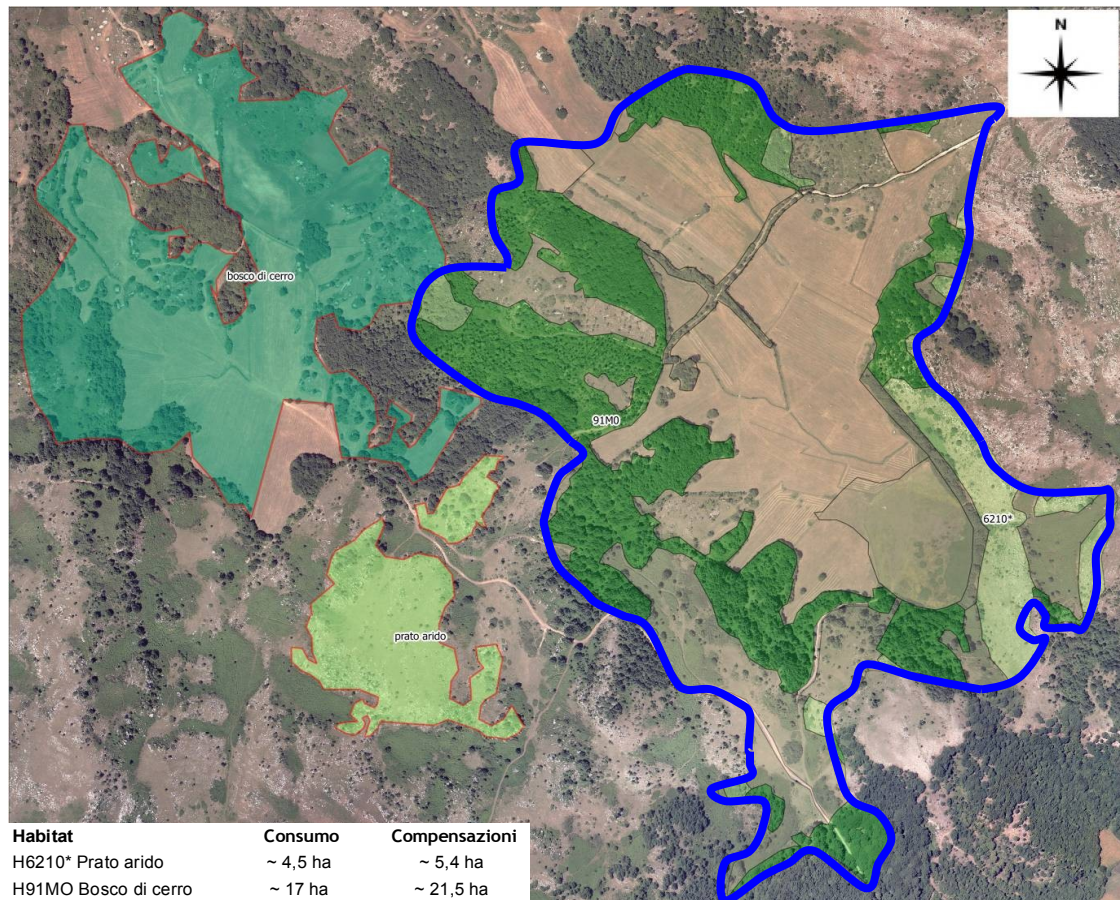 N
bosco di cerro
91M0
6210*
prato arido
Habitat Consumo Compensazioni
H6210* Prato arido ~ 4,5 ha ~ 5,4 ha
H91MO Bosco di cerro ~ 17 ha ~ 21,5 ha